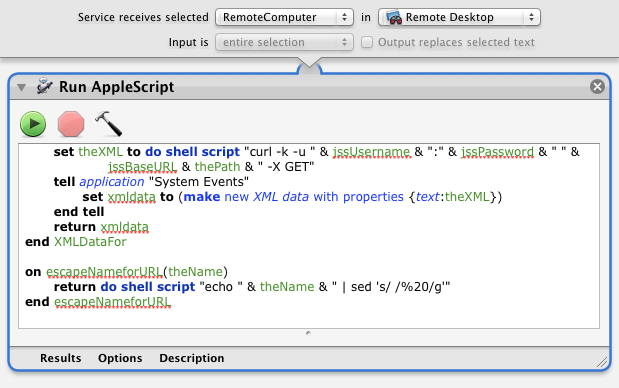 Service receives selected RemoteComputer in Remote Desktop
Input is entire selection Output replaces selected text
Run AppleScript
set theXML to do shell script "curl -k -u " & jssUsername & ":" & jssPassword & " " &
jssBaseURL & thePath & " -X GET"
tell application "System Events"
set xmldata to (make new XML data with properties {text:theXML})
end tell
return xmldata
end XMLDataFor
on escapeNameforURL(theName)
return do shell script "echo " & theName & " | sed 's/ /%20/g'"
end escapeNameforURL
Results Options Description